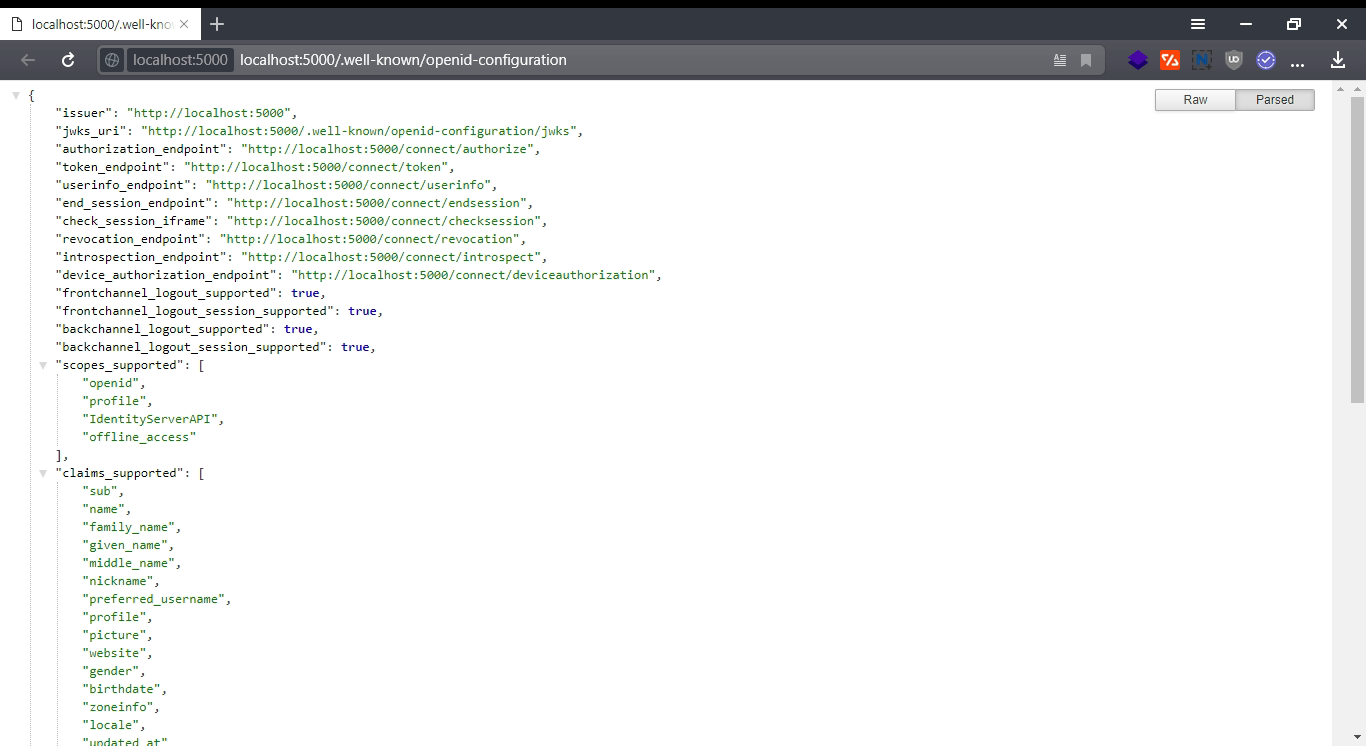 localhost:5000/.well-kno
localhost:5000 localhost:5000/.well-known/openid-configuration
Raw Parsed
{
"issuer": "http://localhost:5000",
"jwks_uri": "http://localhost:5000/.well-known/openid-configuration/jwks",
"authorization_endpoint": "http://localhost:5000/connect/authorize",
"token_endpoint": "http://localhost:5000/connect/token",
"userinfo_endpoint": "http://localhost:5000/connect/userinfo",
"end_session_endpoint": "http://localhost:5000/connect/endsession",
"check_session_iframe": "http://localhost:5000/connect/checksession",
"revocation_endpoint": "http://localhost:5000/connect/revocation",
"introspection_endpoint": "http://localhost:5000/connect/introspect",
"device_authorization_endpoint": "http://localhost:5000/connect/deviceauthorization",
"frontchannel_logout_supported": true,
"frontchannel_logout_session_supported": true,
"backchannel_logout_supported": true,
"backchannel_logout_session_supported": true,
"scopes_supported": [
"openid",
"profile",
"IdentityServerAPI",
"offline_access"
],
"claims_supported": [
"sub",
"name",
"family_name",
"given_name",
"middle_name",
"nickname",
"preferred_username",
"profile",
"picture",
"website",
"gender",
"birthdate",
"zoneinfo",
"locale",
"updated_at"